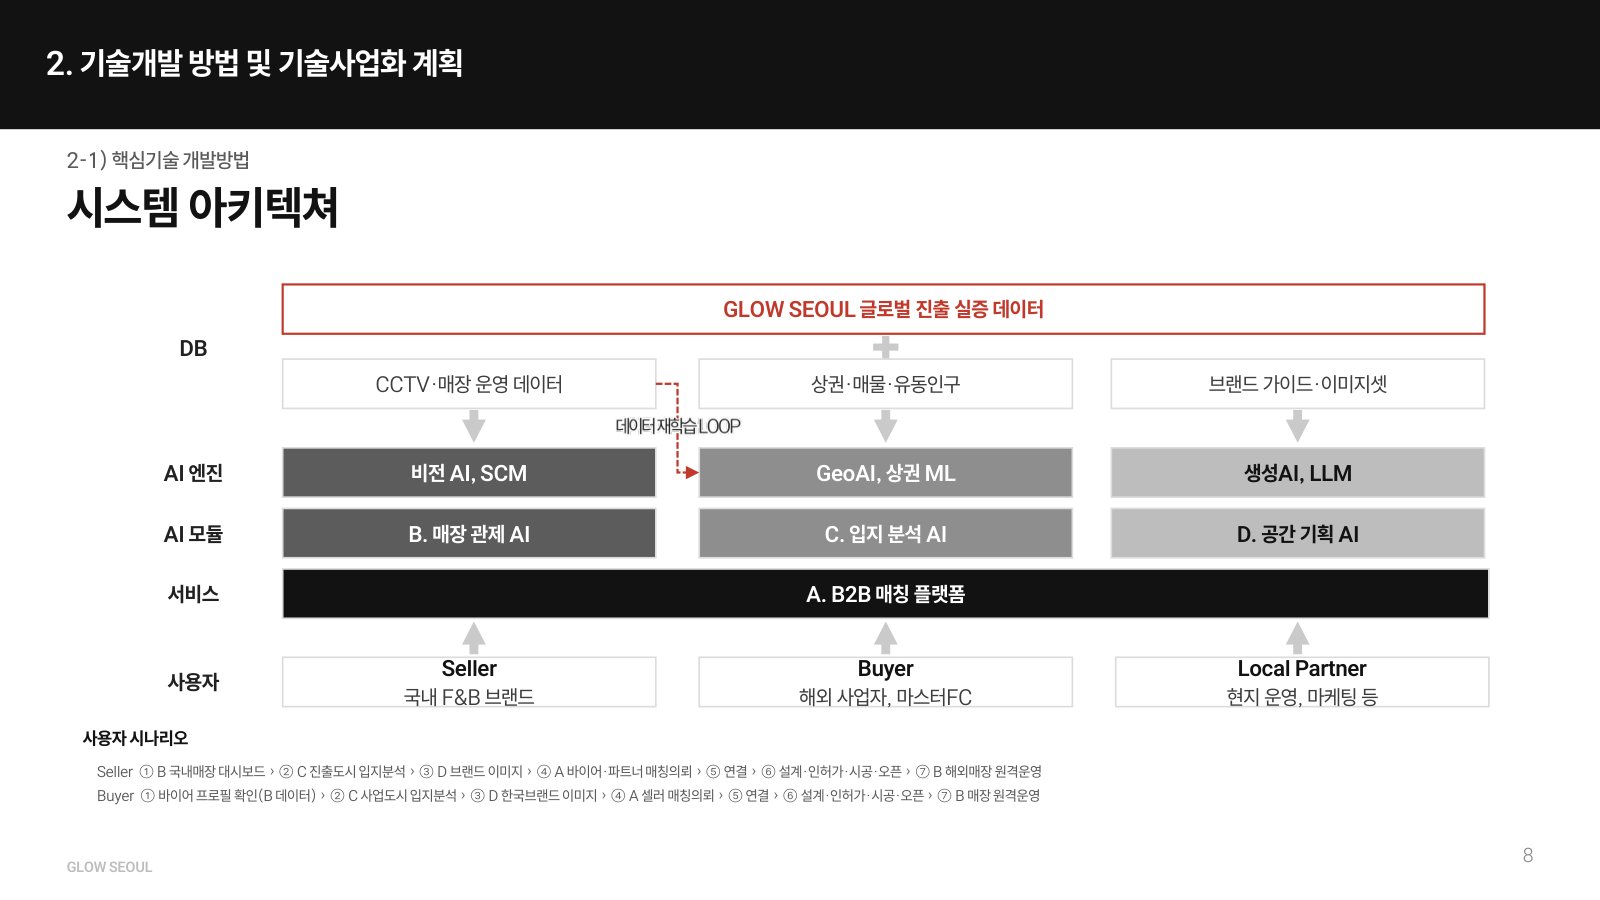 2. 기술개발 방법 및 기술사업화 계획
2-1) 핵심기술 개발방법
시스템 아키텍쳐
GLOW SEOUL 글로벌 진출 실증 데이터
DB
CCTV·매장 운영 데이터
상권·매물·유동인구
브랜드 가이드·이미지셋
데이터 재학습 LOOP
AI 엔진
비전 AI, SCM
GeoAI, 상권 ML
생성AI, LLM
AI 모듈
B. 매장 관제 AI
C. 입지 분석 AI
D. 공간 기획 AI
서비스
A. B2B 매칭 플랫폼
사용자
Seller
국내 F&B 브랜드
Buyer
해외 사업자, 마스터FC
Local Partner
현지 운영, 마케팅 등
사용자 시나리오
Seller ① B 국내매장 대시보드 › ② C 진출도시 입지분석 › ③ D 브랜드 이미지 › ④ A 바이어·파트너 매칭의뢰 › ⑤ 연결 › ⑥ 설계·인허가·시공·오픈 › ⑦ B 해외매장 원격운영
Buyer ① 바이어 프로필 확인(B 데이터) › ② C 사업도시 입지분석 › ③ D 한국브랜드 이미지 › ④ A 셀러 매칭의뢰 › ⑤ 연결 › ⑥ 설계·인허가·시공·오픈 › ⑦ B 매장 원격운영
GLOW SEOUL
8